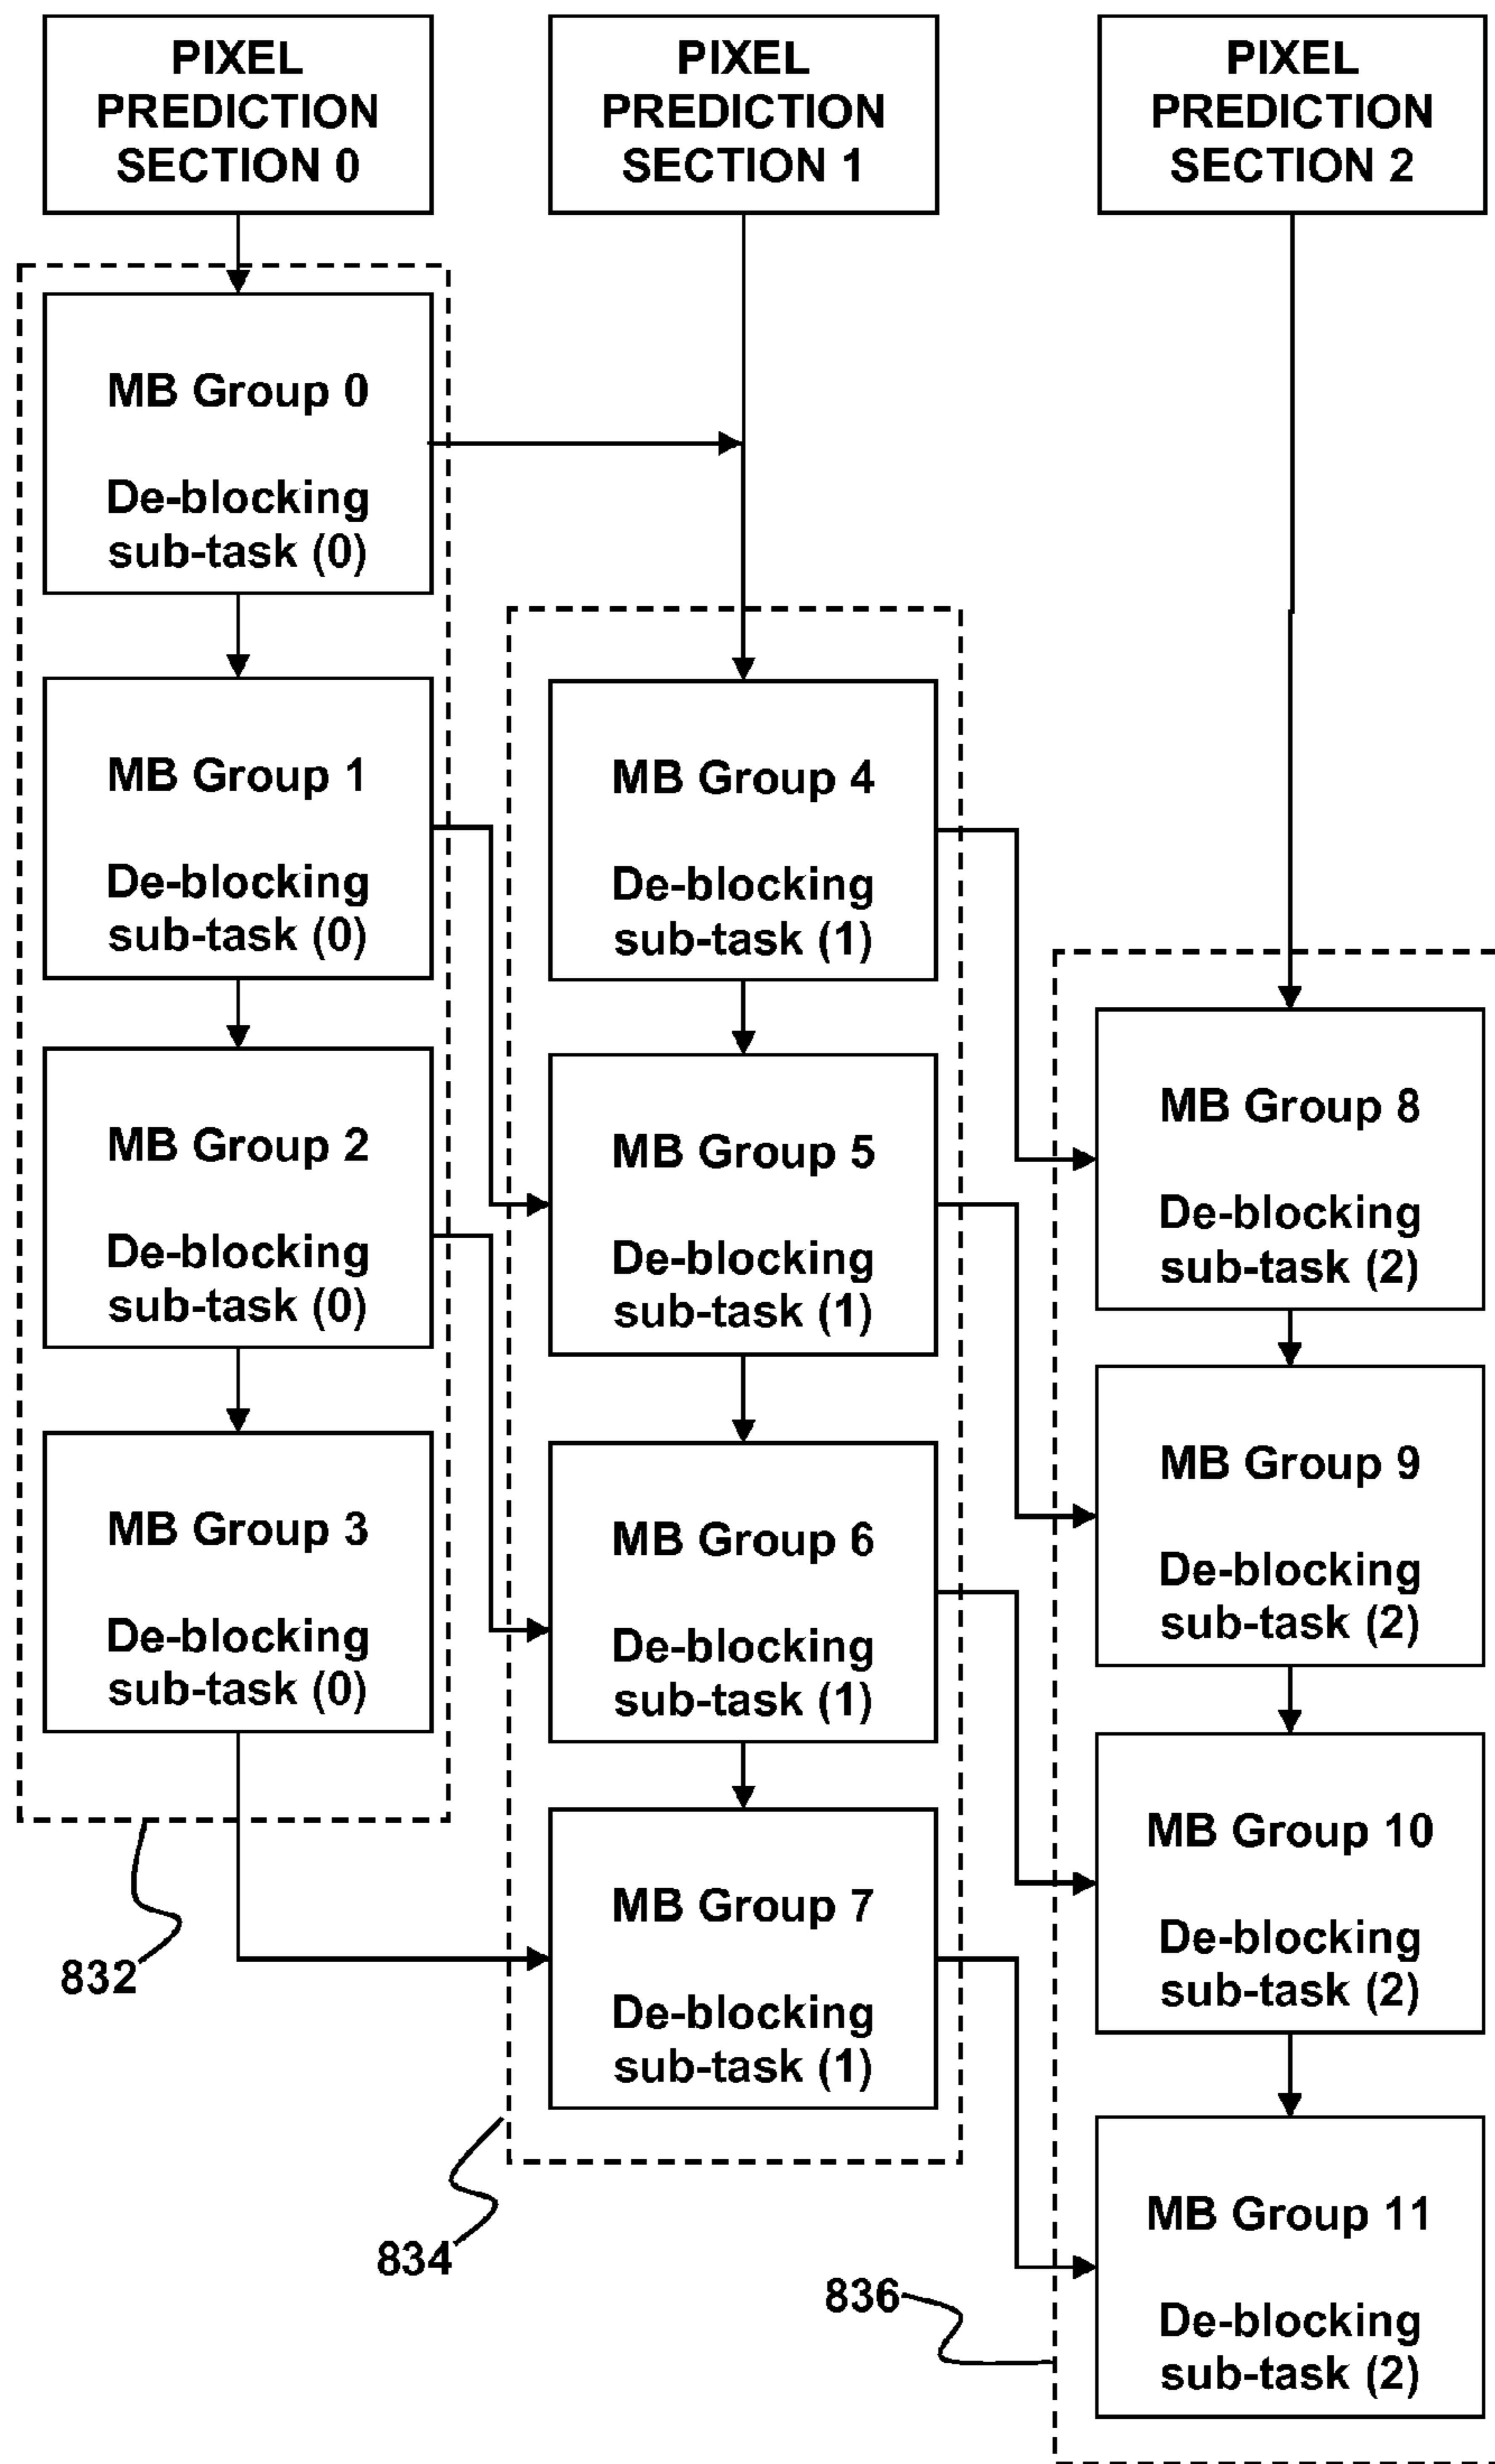 PIXEL
PREDICTION
SECTION 0
PIXEL
PREDICTION
SECTION 1
PIXEL
PREDICTION
SECTION 2
MB Group 0
De-blocking
sub-task (0)
MB Group 1
De-blocking
sub-task (0)
MB Group 2
De-blocking
sub-task (0)
MB Group 3
De-blocking
sub-task (0)
832
MB Group 4
De-blocking
sub-task (1)
MB Group 5
De-blocking
sub-task (1)
MB Group 6
De-blocking
sub-task (1)
MB Group 7
De-blocking
sub-task (1)
834
MB Group 8
De-blocking
sub-task (2)
MB Group 9
De-blocking
sub-task (2)
MB Group 10
De-blocking
sub-task (2)
MB Group 11
De-blocking
sub-task (2)
836